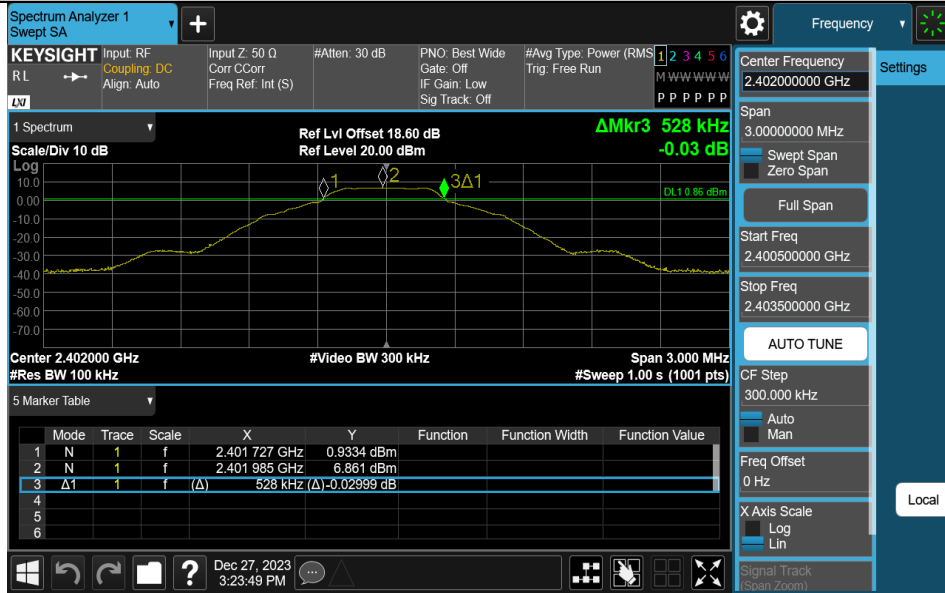 Spectrum Analyzer 1
Swept SA
+
Frequency
KEYSIGHT
RL
LXI
Input: RF
Coupling: DC
Align: Auto
Input Z: 50 Ω
Corr CCorr
Freq Ref: Int (S)
#Atten: 30 dB
PNO: Best Wide
Gate: Off
IF Gain: Low
Sig Track: Off
#Avg Type: Power (RMS
Trig: Free Run
1 2 3 4 5 6
M W W W W W
P P P P P P
1 Spectrum
Scale/Div 10 dB
Ref Lvl Offset 18.60 dB
Ref Level 20.00 dBm
ΔMkr3 528 kHz
-0.03 dB
Log
10.0
0.00
-10.0
-20.0
-30.0
-40.0
-50.0
-60.0
-70.0
1
2
3Δ1
DL1 0.86 dBm
Center 2.402000 GHz
#Res BW 100 kHz
#Video BW 300 kHz
Span 3.000 MHz
#Sweep 1.00 s (1001 pts)
5 Marker Table
Mode Trace Scale X Y Function Function Width Function Value
1 N 1 f 2.401 727 GHz 0.9334 dBm
2 N 1 f 2.401 985 GHz 6.861 dBm
3 Δ1 1 f (Δ) 528 kHz (Δ)-0.02999 dB
4
5
6
?
Dec 27, 2023
3:23:49 PM
Center Frequency
2.402000000 GHz
Span
3.00000000 MHz
Swept Span
Zero Span
Full Span
Start Freq
2.400500000 GHz
Stop Freq
2.403500000 GHz
AUTO TUNE
CF Step
300.000 kHz
Auto
Man
Freq Offset
0 Hz
X Axis Scale
Log
Lin
Signal Track
(Span Zoom)
Settings
Local